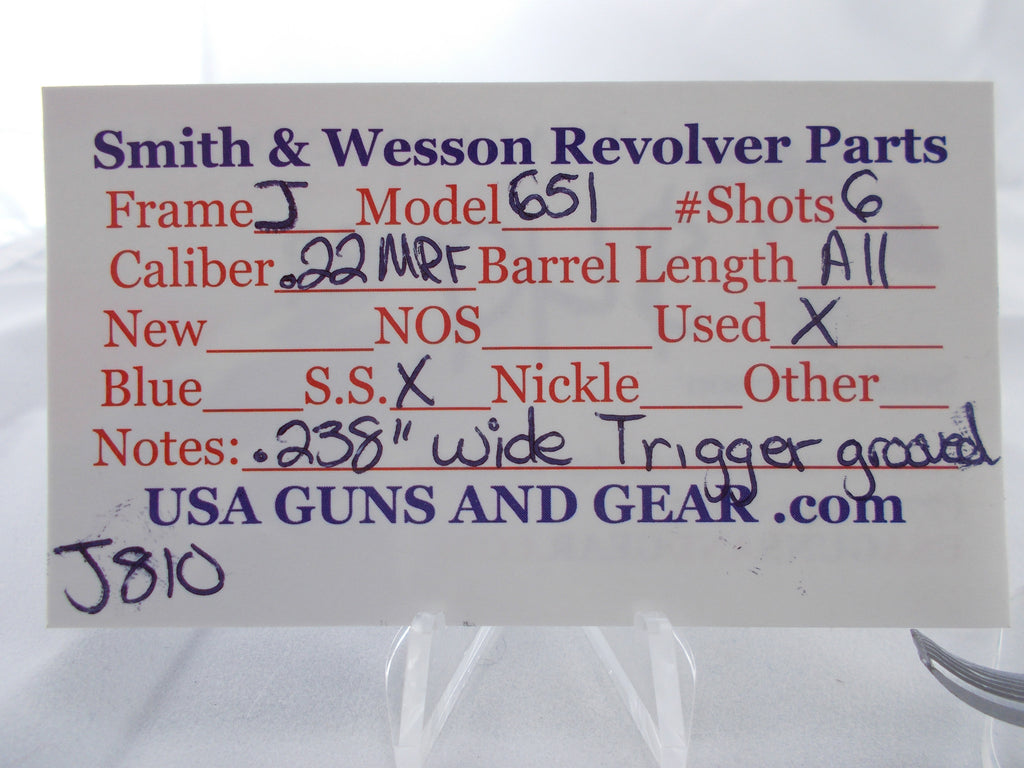 Smith & Wesson Revolver Parts
Frame J Model 651 #Shots 6
Caliber .22 MRF Barrel Length All
New NOS Used X
Blue S.S. X Nickle Other
Notes: .238" wide Trigger grooved
USA GUNS AND GEAR .com
J810